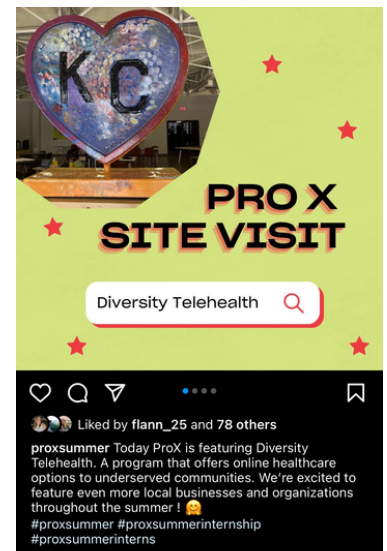 KC
PRO X
SITE VISIT
Diversity Telehealth
Liked by flann_25 and 78 others
proxsummer Today ProX is featuring Diversity
Telehealth. A program that offers online healthcare
options to underserved communities. We're excited to
feature even more local businesses and organizations
throughout the summer ! 🤗
#proxsummer #proxsummerinternship
#proxsummerinterns